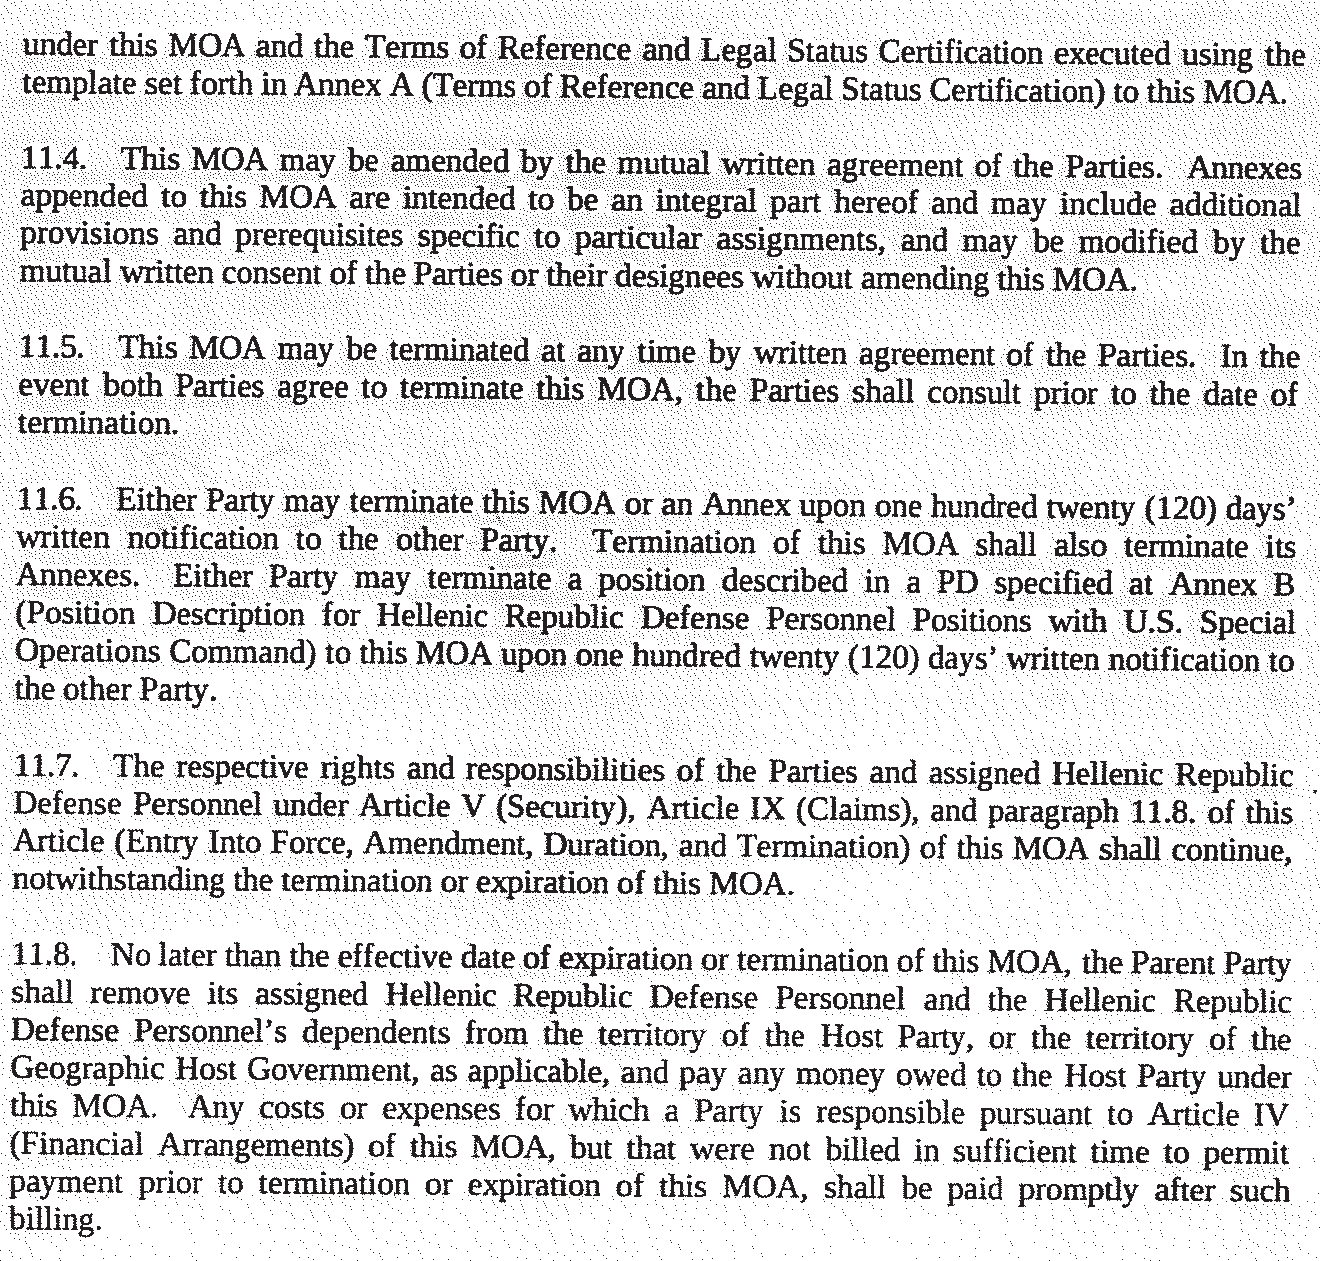 under this MOA and the Terms of Reference and Legal Status Certification executed using the
template set forth in Annex A (Terms of Reference and Legal Status Certification) to this MOA.
11.4. This MOA may be amended by the mutual written agreement of the Parties. Annexes
appended to this MOA are intended to be an integral part hereof and may include additional
provisions and prerequisites specific to particular assignments, and may be modified by the
mutual written consent of the Parties or their designees without amending this MOA.
11.5. This MOA may be terminated at any time by written agreement of the Parties. In the
event both Parties agree to terminate this MOA, the Parties shall consult prior to the date of
termination.
11.6. Either Party may terminate this MOA or an Annex upon one hundred twenty (120) days’
written notification to the other Party. Termination of this MOA shall also terminate its
Annexes. Either Party may terminate a position described in a PD specified at Annex B
(Position Description for Hellenic Republic Defense Personnel Positions with U.S. Special
Operations Command) to this MOA upon one hundred twenty (120) days’ written notification to
the other Party.
11.7. The respective rights and responsibilities of the Parties and assigned Hellenic Republic
Defense Personnel under Article V (Security), Article IX (Claims), and paragraph 11.8. of this
Article (Entry Into Force, Amendment, Duration, and Termination) of this MOA shall continue,
notwithstanding the termination or expiration of this MOA.
11.8. No later than the effective date of expiration or termination of this MOA, the Parent Party
shall remove its assigned Hellenic Republic Defense Personnel and the Hellenic Republic
Defense Personnel’s dependents from the territory of the Host Party, or the territory of the
Geographic Host Government, as applicable, and pay any money owed to the Host Party under
this MOA. Any costs or expenses for which a Party is responsible pursuant to Article IV
(Financial Arrangements) of this MOA, but that were not billed in sufficient time to permit
payment prior to termination or expiration of this MOA, shall be paid promptly after such
billing.